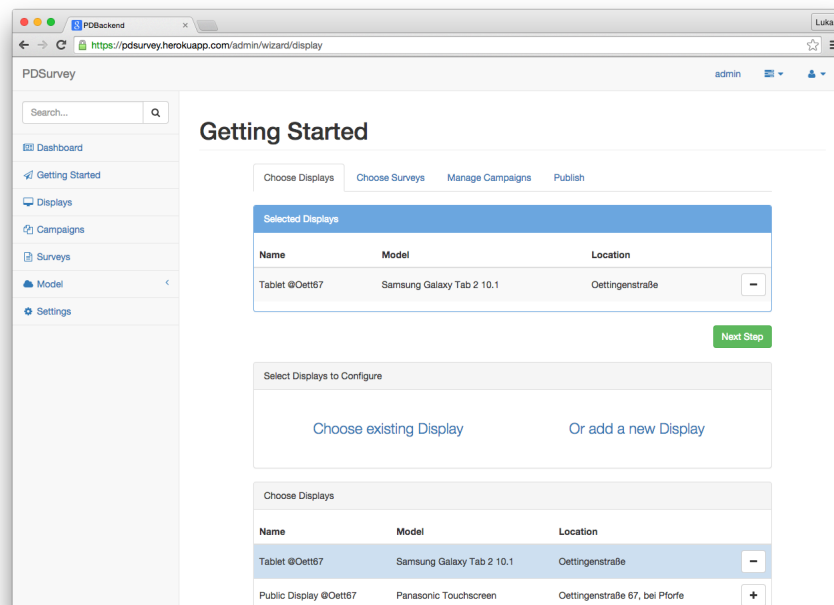 PDBackend
Luka
https://pdsurvey.herokuapp.com/admin/wizard/display
PDSurvey
admin
Search...
Dashboard
Getting Started
Displays
Campaigns
Surveys
Model
Settings
Getting Started
Choose Displays Choose Surveys Manage Campaigns Publish
Selected Displays
Name Model Location
Tablet @Oett67 Samsung Galaxy Tab 2 10.1 Oettingenstraße
Next Step
Select Displays to Configure
Choose existing Display Or add a new Display
Choose Displays
Name Model Location
Tablet @Oett67 Samsung Galaxy Tab 2 10.1 Oettingenstraße
Public Display @Oett67 Panasonic Touchscreen Oettingenstraße 67, bei Pforfe